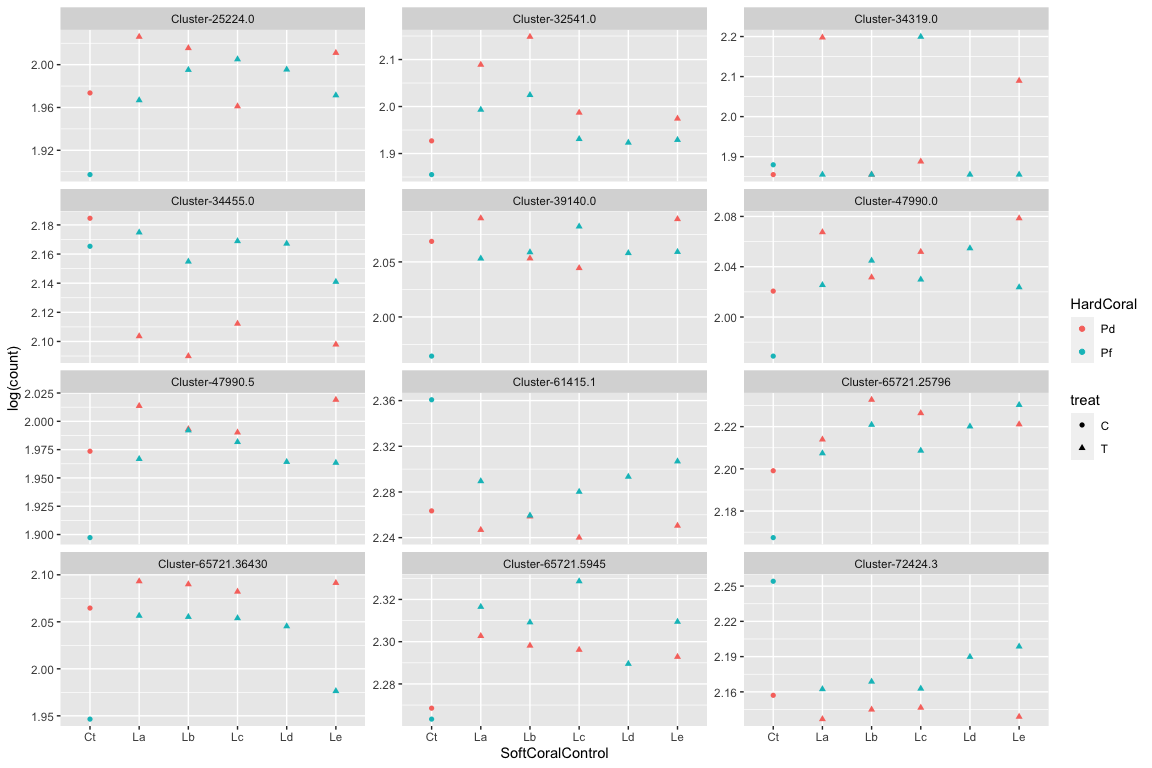 Cluster-25224.0 Cluster-32541.0 Cluster-34319.0
2.00 1.96 1.92
2.1 2.0 1.9
2.2 2.1 2.0 1.9
Cluster-34455.0 Cluster-39140.0 Cluster-47990.0
2.18 2.16 2.14 2.12 2.10
2.05 2.00
2.08 2.04 2.00
Cluster-47990.5 Cluster-61415.1 Cluster-65721.25796
2.025 2.000 1.975 1.950 1.925 1.900
2.36 2.32 2.28 2.24
2.22 2.20 2.18
Cluster-65721.36430 Cluster-65721.5945 Cluster-72424.3
2.10 2.05 2.00 1.95
2.32 2.30 2.28
2.25 2.22 2.19 2.16
Ct La Lb Lc Ld Le Ct La Lb Lc Ld Le Ct La Lb Lc Ld Le
SoftCoralControl
log(count)
HardCoral
Pd
Pf
treat
C
T